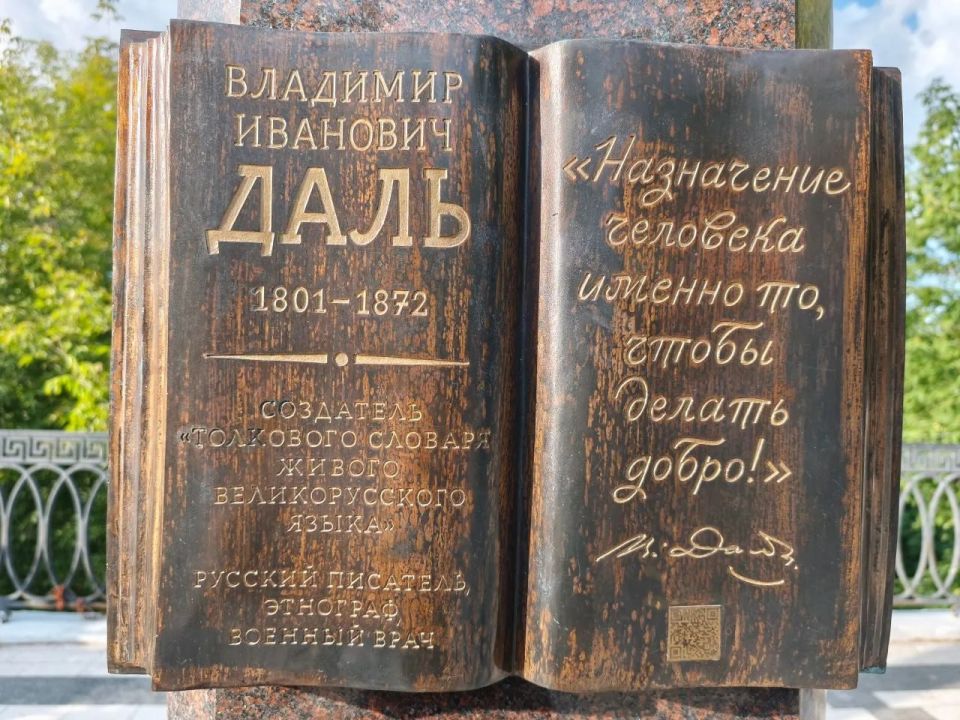 ВЛАДИМИР
ИВАНОВИЧ
ДАЛЬ
1801–1872
СОЗДАТЕЛЬ
«ТОЛКОВОГО СЛОВАРЯ
ЖИВОГО
ВЕЛИКОРУССКОГО
ЯЗЫКА»
РУССКИЙ ПИСАТЕЛЬ,
ЭТНОГРАФ,
ВОЕННЫЙ ВРАЧ
«Назначение
человека
именно то,
чтобы
делать
добро!»
В. Даль